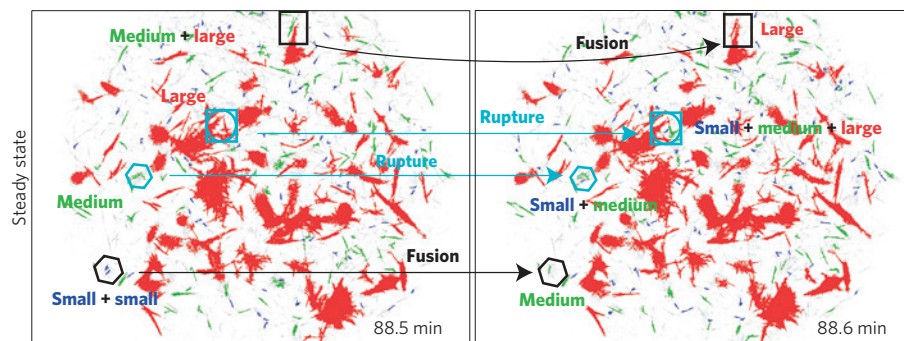 Steady state
Medium + large
Large
Rupture
Medium
Fusion
Small + small
88.5 min
Fusion
Large
Rupture
Small + medium + large
Small + medium
Medium
88.6 min